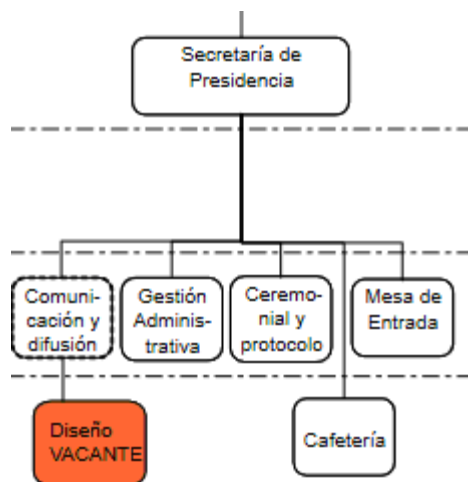 Secretaría de
Presidencia
Comuni-
cación y
difusión
Gestión
Adminis-
trativa
Ceremo-
nial y
protocolo
Mesa de
Entrada
Diseño
VACANTE
Cafetería